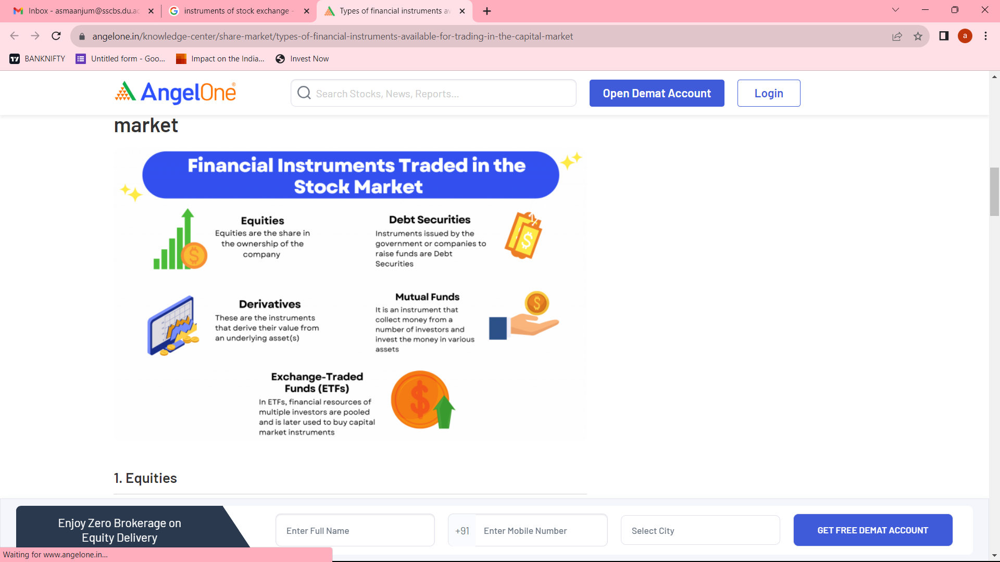 Inbox - asmaanjum@sscbs.du.ac
instruments of stock exchange -
Types of financial instruments av
angelone.in/knowledge-center/share-market/types-of-financial-instruments-available-for-trading-in-the-capital-market
a
BANKNIFTY
Untitled form - Goo...
Impact on the India...
Invest Now
AngelOne
Search Stocks, News, Reports...
Open Demat Account
Login
market
Financial Instruments Traded in the
Stock Market
Equities
Equities are the share in
the ownership of the
company
Debt Securities
Instruments issued by the
government or companies to
raise funds are Debt
Securities
Derivatives
These are the instruments
that derive their value from
an underlying asset(s)
Mutual Funds
It is an instrument that
collect money from a
number of investors and
invest the money in various
assets
Exchange-Traded
Funds (ETFs)
In ETFs, financial resources of
multiple investors are pooled
and is later used to buy capital
market instruments
1. Equities
Enjoy Zero Brokerage on
Equity Delivery
Enter Full Name
+91
Enter Mobile Number
Select City
GET FREE DEMAT ACCOUNT
Waiting for www.angelone.in...